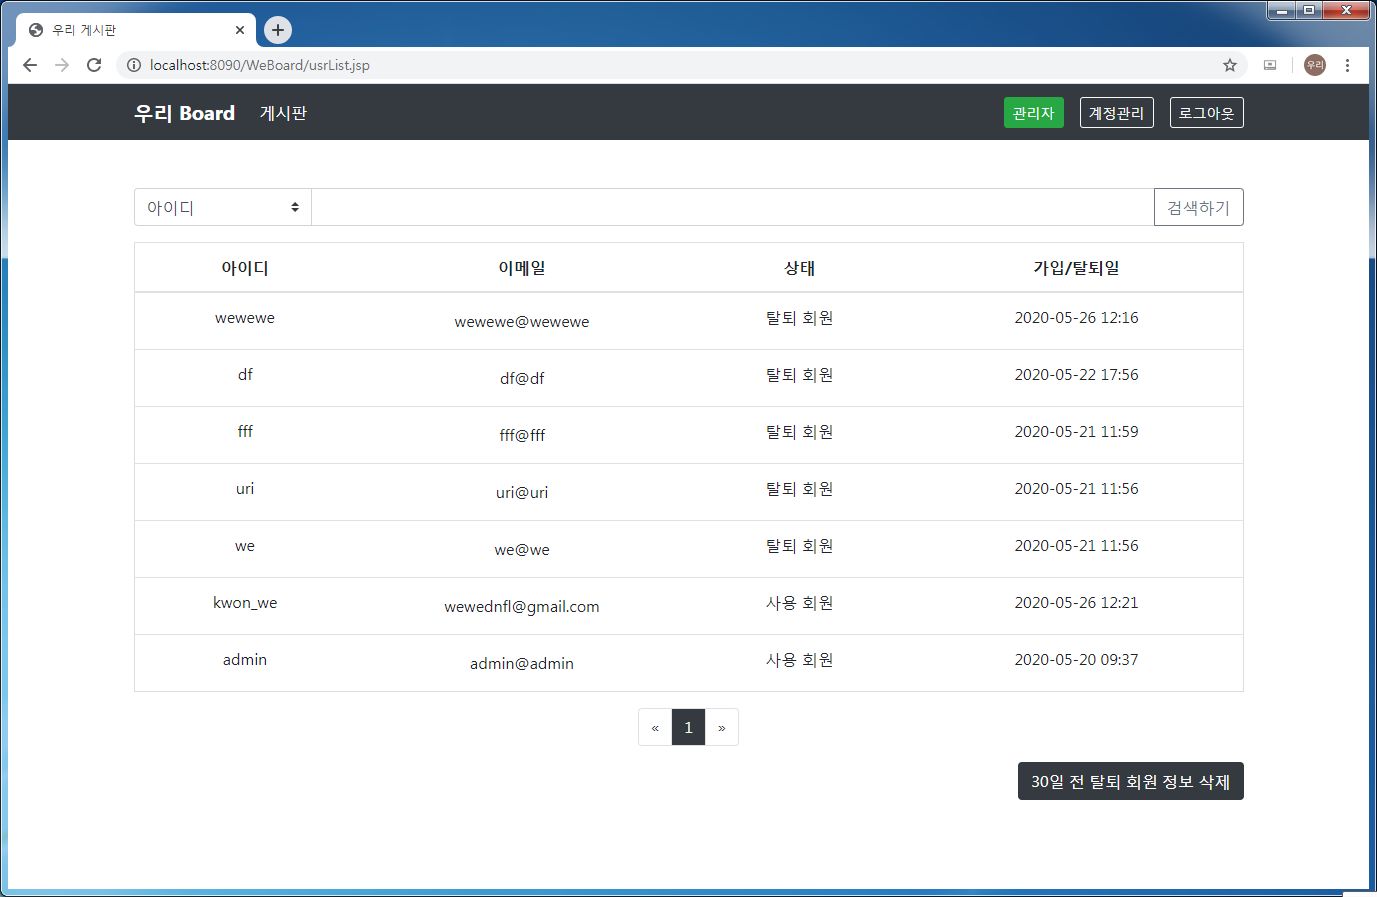 우리 게시판
localhost:8090/WeBoard/usrList.jsp
우리
우리 Board 게시판 관리자 계정관리 로그아웃
아이디 검색하기
아이디 이메일 상태 가입/탈퇴일
wewewe wewewe@wewewe 탈퇴 회원 2020-05-26 12:16
df df@df 탈퇴 회원 2020-05-22 17:56
fff fff@fff 탈퇴 회원 2020-05-21 11:59
uri uri@uri 탈퇴 회원 2020-05-21 11:56
we we@we 탈퇴 회원 2020-05-21 11:56
kwon_we wewednfl@gmail.com 사용 회원 2020-05-26 12:21
admin admin@admin 사용 회원 2020-05-20 09:37
« 1 »
30일 전 탈퇴 회원 정보 삭제